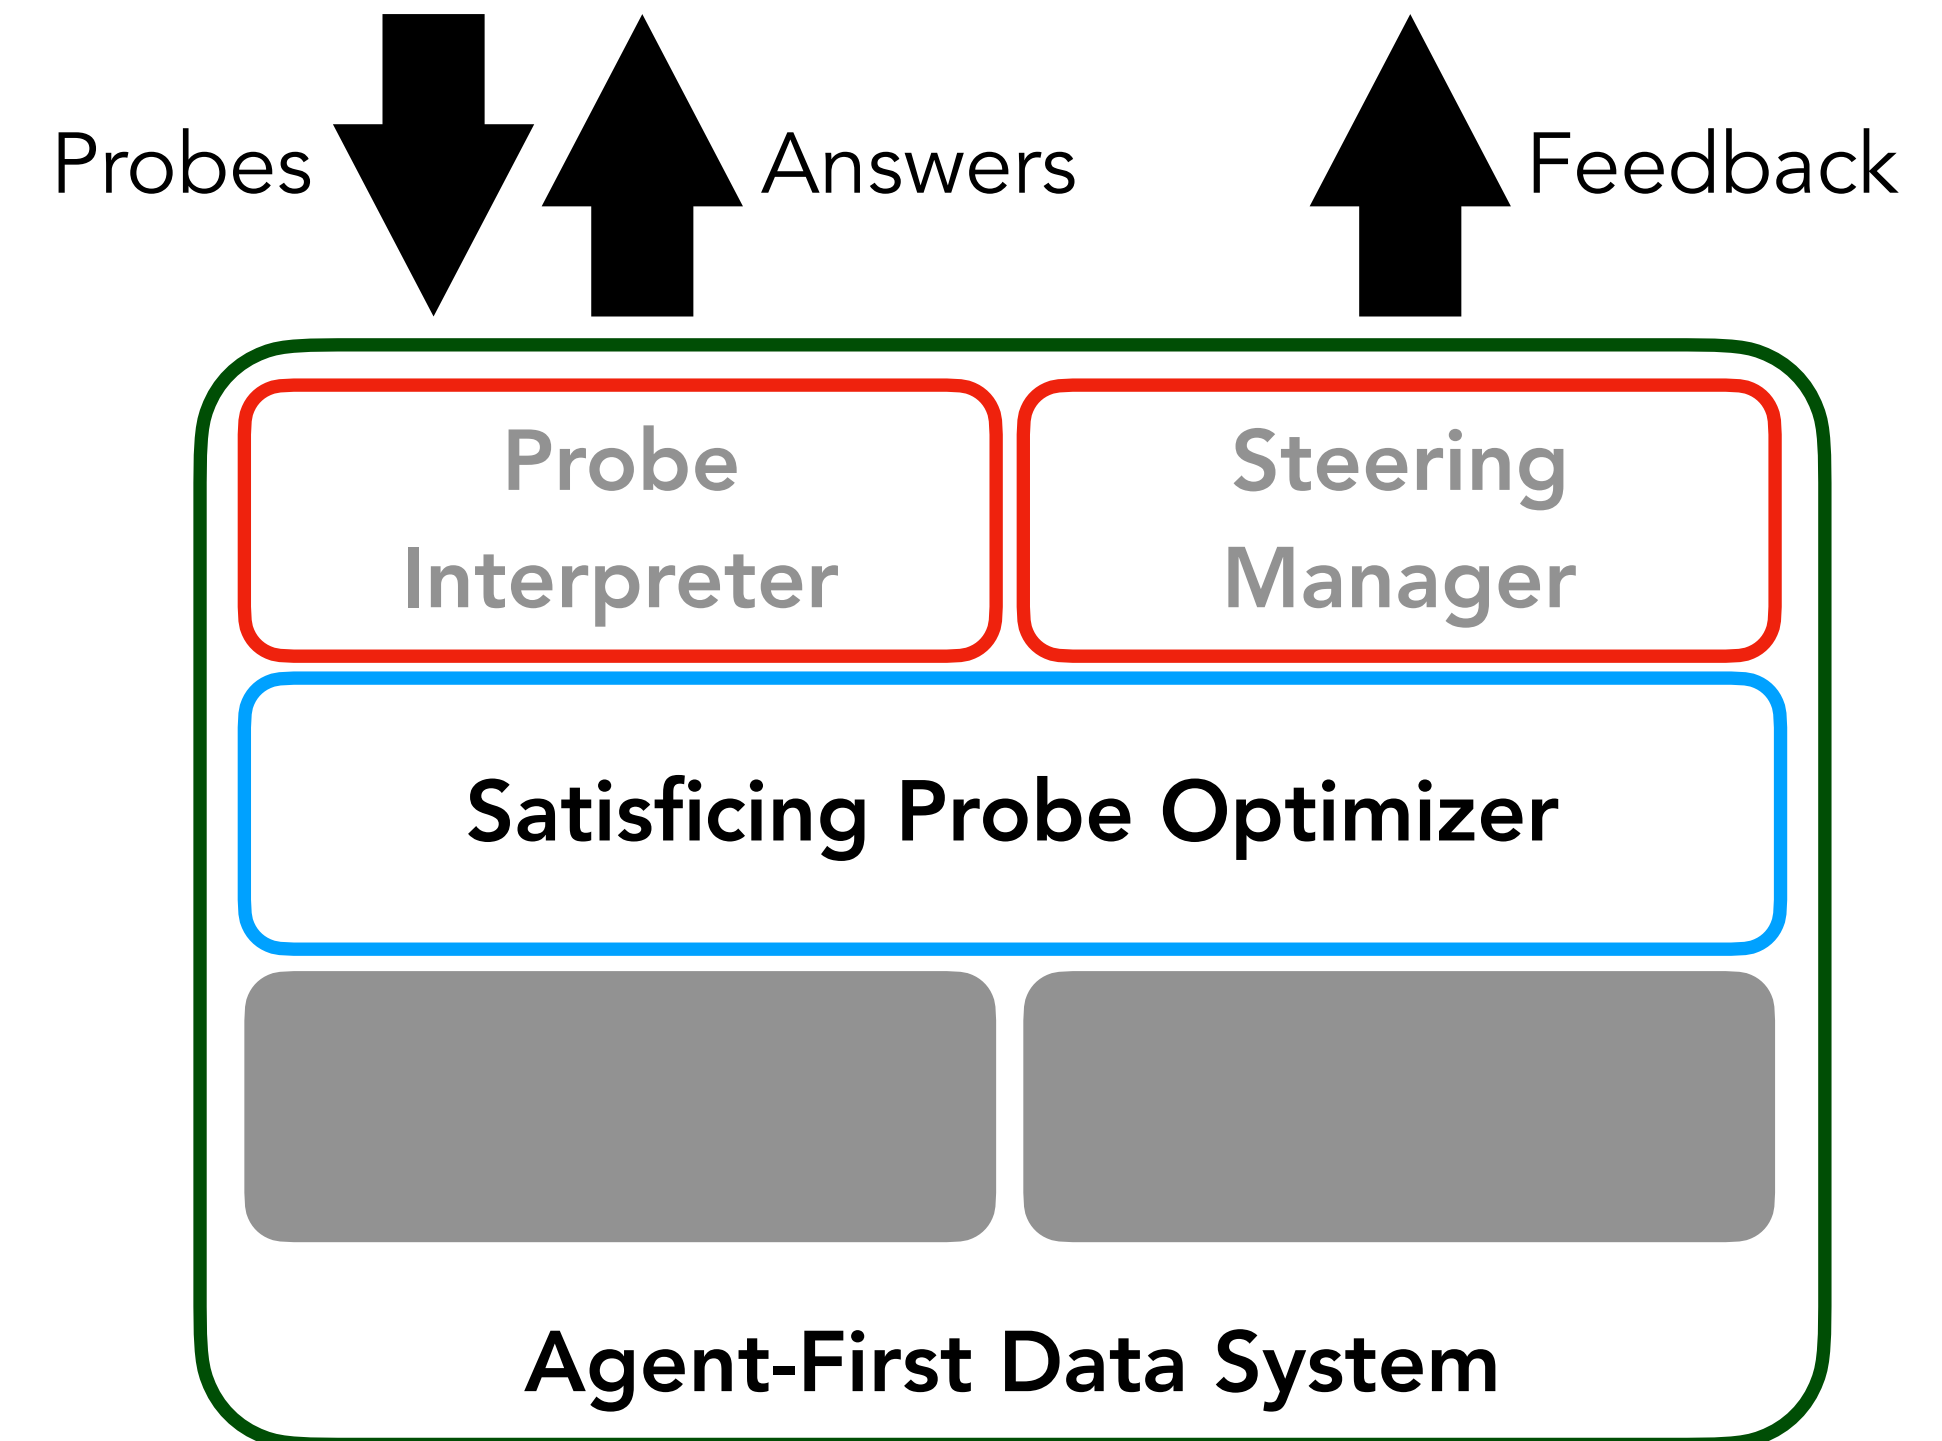 Probes
Answers
Feedback
Probe
Interpreter
Steering
Manager
Satisficing Probe Optimizer
Agent-First Data System